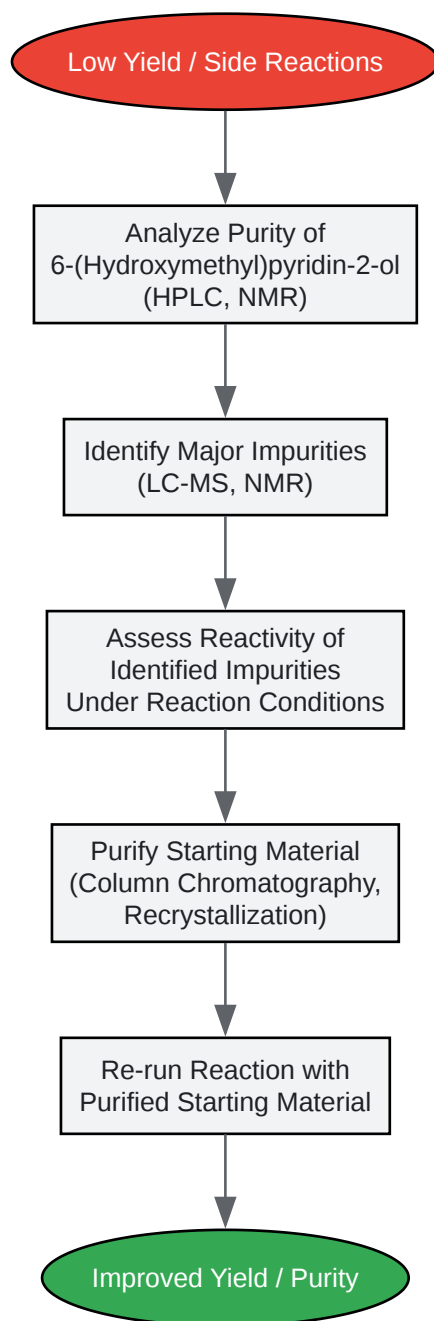 Low Yield / Side Reactions
Analyze Purity of
6-(Hydroxymethyl)pyridin-2-ol
(HPLC, NMR)
Identify Major Impurities
(LC-MS, NMR)
Assess Reactivity of
Identified Impurities
Under Reaction Conditions
Purify Starting Material
(Column Chromatography,
Recrystallization)
Re-run Reaction with
Purified Starting Material
Improved Yield / Purity